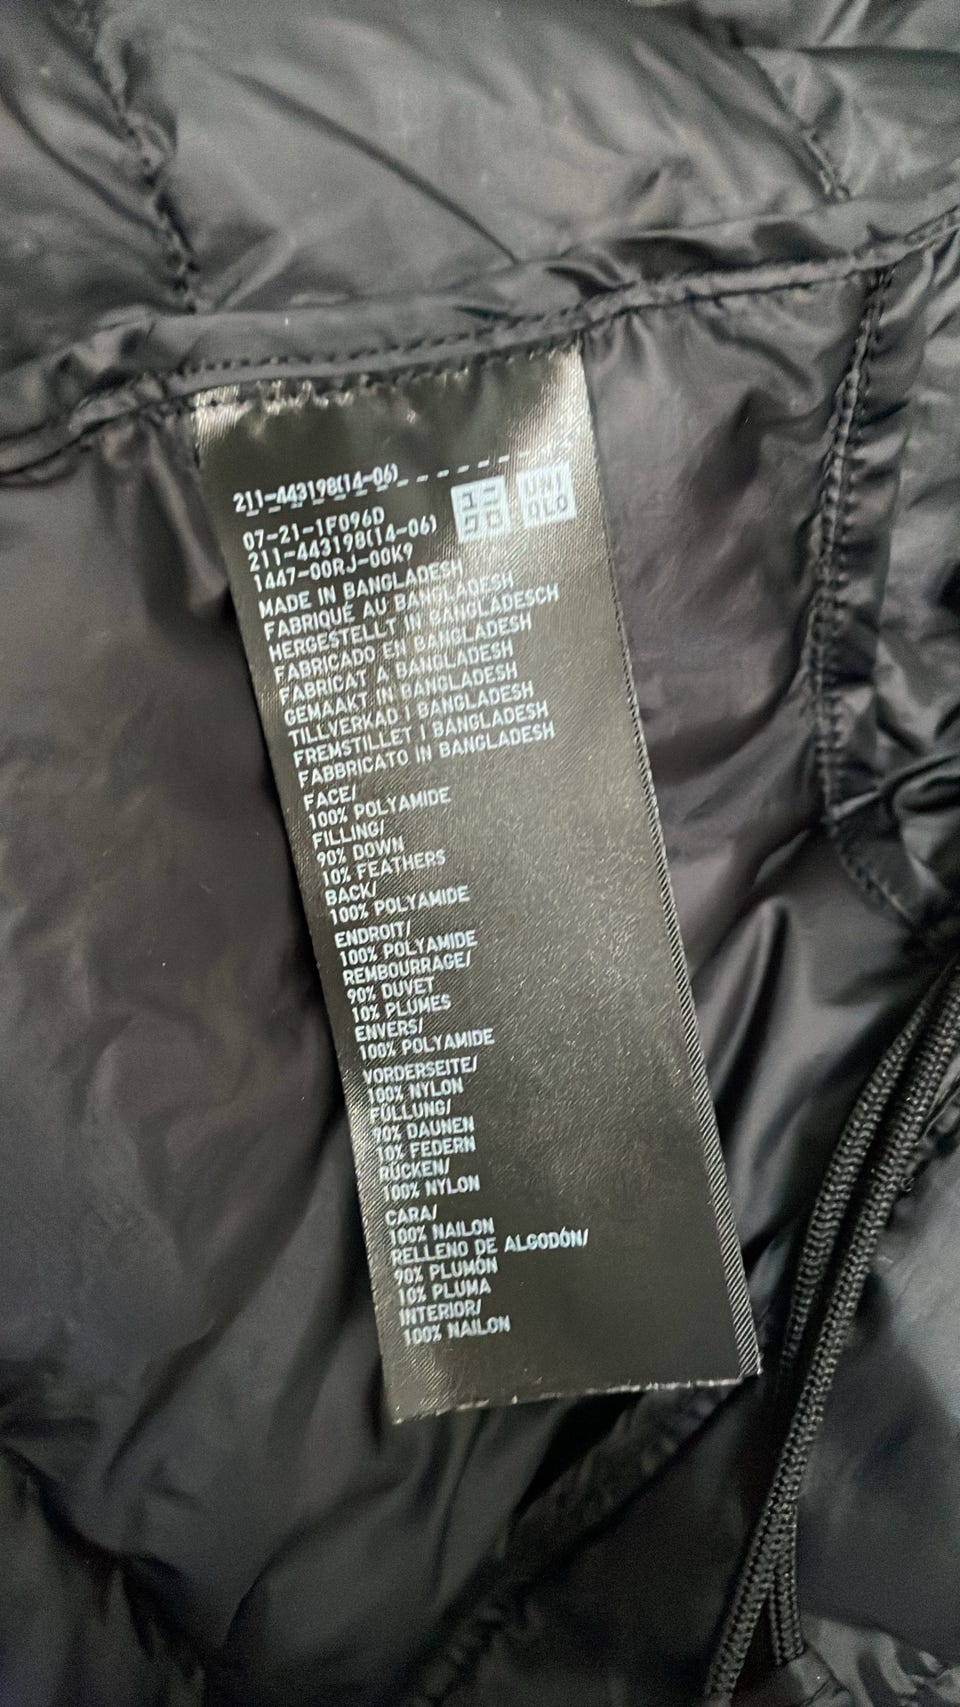 211-443198(14-06)
ユニ クロ
UNI QLO
07-21-1F096D
211-443198(14-06)
1447-00RJ-00K9
MADE IN BANGLADESH
FABRIQUÉ AU BANGLADESH
HERGESTELLT IN BANGLADESCH
FABRICADO EN BANGLADESH
FABRICAT A BANGLADESH
GEMAAKT IN BANGLADESH
TILLVERKAD I BANGLADESH
FREMSTILLET I BANGLADESH
FABBRICATO IN BANGLADESH
FACE/
100% POLYAMIDE
FILLING/
90% DOWN
10% FEATHERS
BACK/
100% POLYAMIDE
ENDROIT/
100% POLYAMIDE
REMBOURRAGE/
90% DUVET
10% PLUMES
ENVERS/
100% POLYAMIDE
VORDERSEITE/
100% NYLON
FÜLLUNG/
90% DAUNEN
10% FEDERN
RÜCKEN/
100% NYLON
CARA/
100% NAILON
RELLENO DE ALGODÓN/
90% PLUMÓN
10% PLUMA
INTERIOR/
100% NAILON